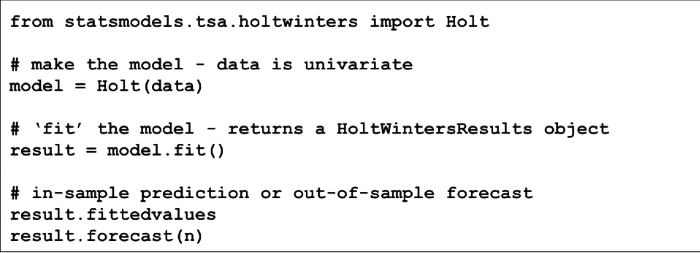 from statsmodels.tsa.holtwinters import Holt
# make the model - data is univariate
model = Holt(data)
# ‘fit’ the model - returns a HoltWintersResults object
result = model.fit()
# in-sample prediction or out-of-sample forecast
result.fittedvalues
result.forecast(n)